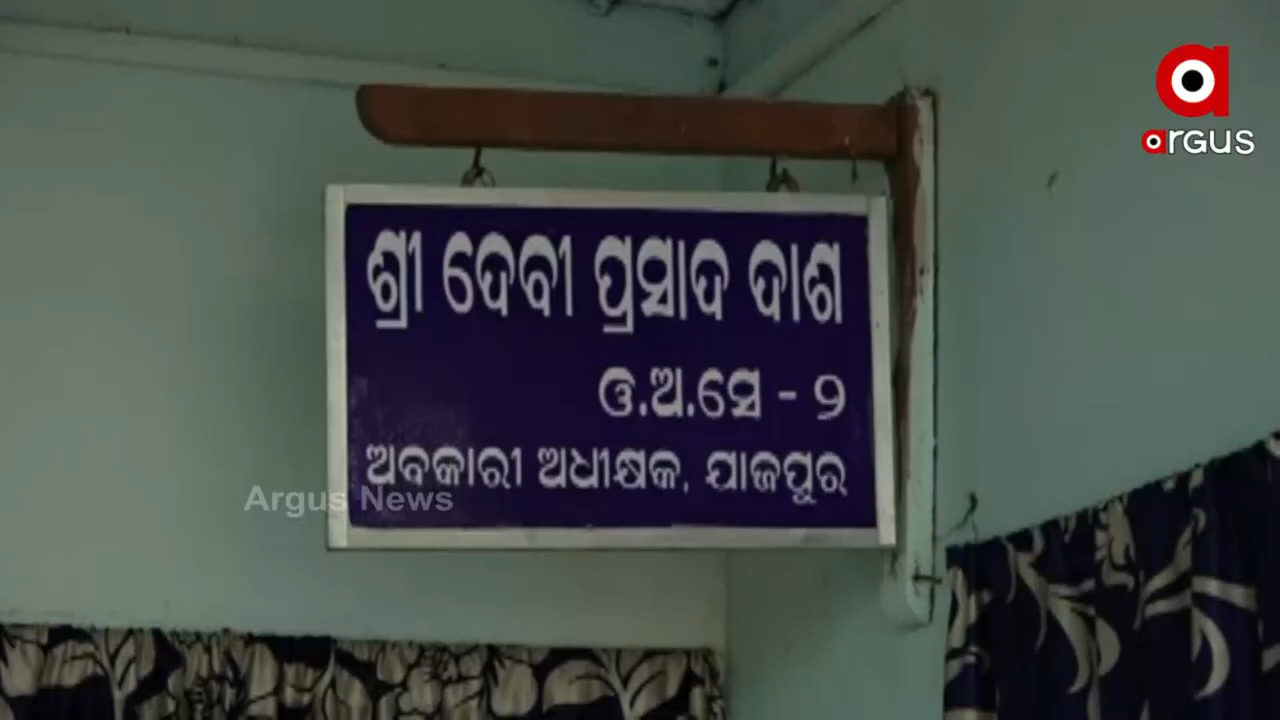 ARGUS
ଶ୍ରୀ ଦେବୀ ପ୍ରସାଦ ଦାଶ
ଓ.ଅ.ସେ - ୨
ଅବକାରୀ ଅଧୀକ୍ଷକ, ଯାଜପୁର
Argus News